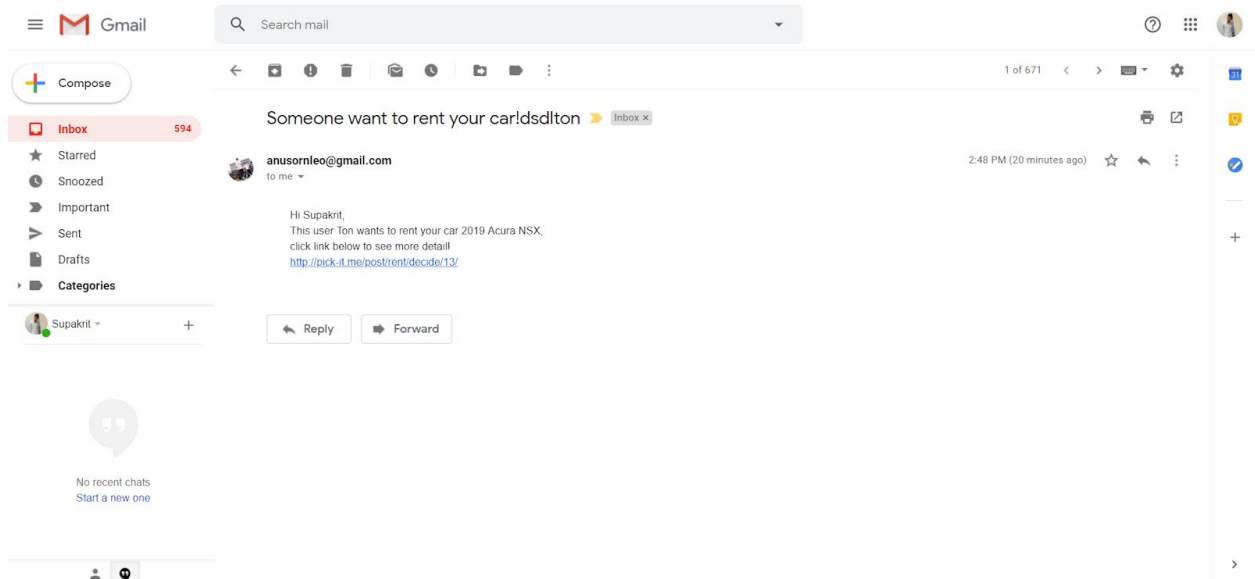 Gmail
Search mail
Compose
1 of 671
31
Inbox 594
Starred
Snoozed
Important
Sent
Drafts
Categories
Supakrit
No recent chats
Start a new one
Someone want to rent your car!dsd!ton Inbox ×
anusornleo@gmail.com 2:48 PM (20 minutes ago)
to me
Hi Supakrit,
This user Ton wants to rent your car 2019 Acura NSX,
click link below to see more detail!
http://pick-it.me/post/rent/decide/13/
Reply Forward